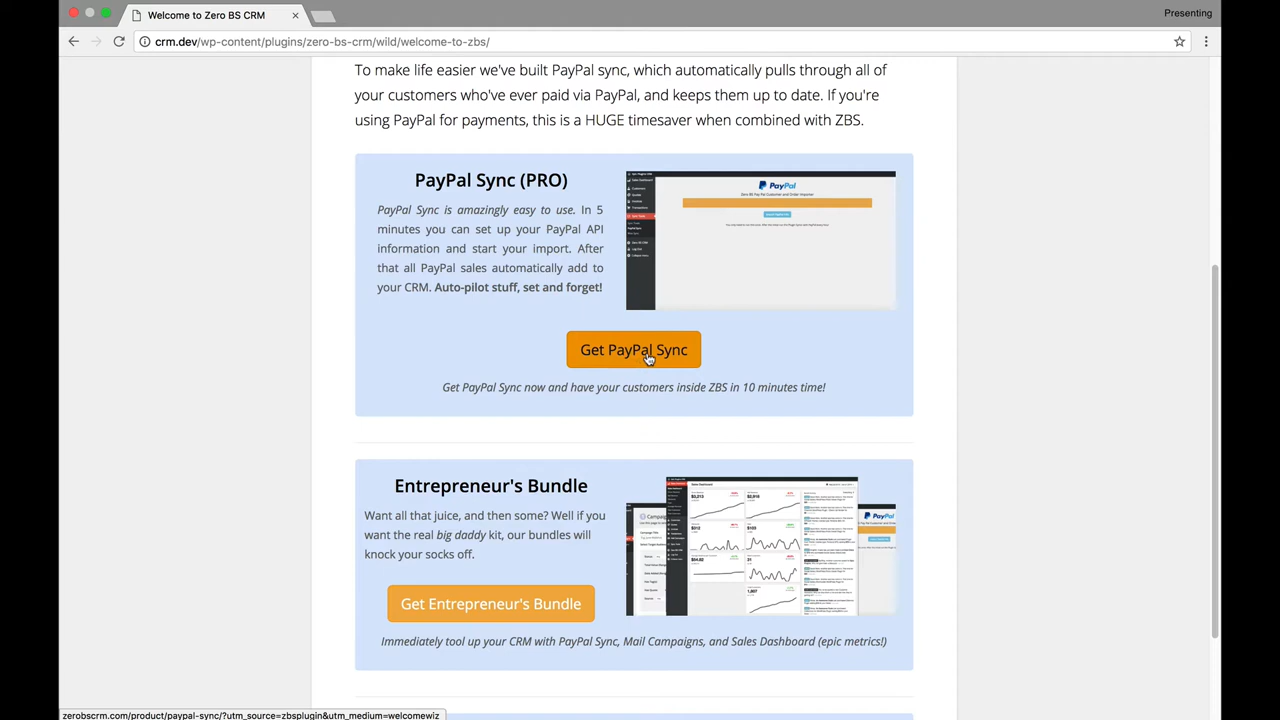 Welcome to Zero BS CRM
Presenting
crm.dev/wp-content/plugins/zero-bs-crm/wild/welcome-to-zbs/
To make life easier we've built PayPal sync, which automatically pulls through all of
your customers who've ever paid via PayPal, and keeps them up to date. If you're
using PayPal for payments, this is a HUGE timesaver when combined with ZBS.
PayPal Sync (PRO)
PayPal Sync is amazingly easy to use. In 5
minutes you can set up your PayPal API
information and start your import. After
that all PayPal sales automatically add to
your CRM. Auto-pilot stuff, set and forget!
PayPal
Get PayPal Sync
Get PayPal Sync now and have your customers inside ZBS in 10 minutes time!
Entrepreneur's Bundle
Want all that juice, and then some? Well if you
want the real big daddy kit, our bundles will
knock your socks off.
PayPal
Get Entrepreneur's Bundle
Immediately tool up your CRM with PayPal Sync, Mail Campaigns, and Sales Dashboard (epic metrics!)
zerobscrm.com/product/paypal-sync/?utm_source=zbsplugin&utm_medium=welcomewiz